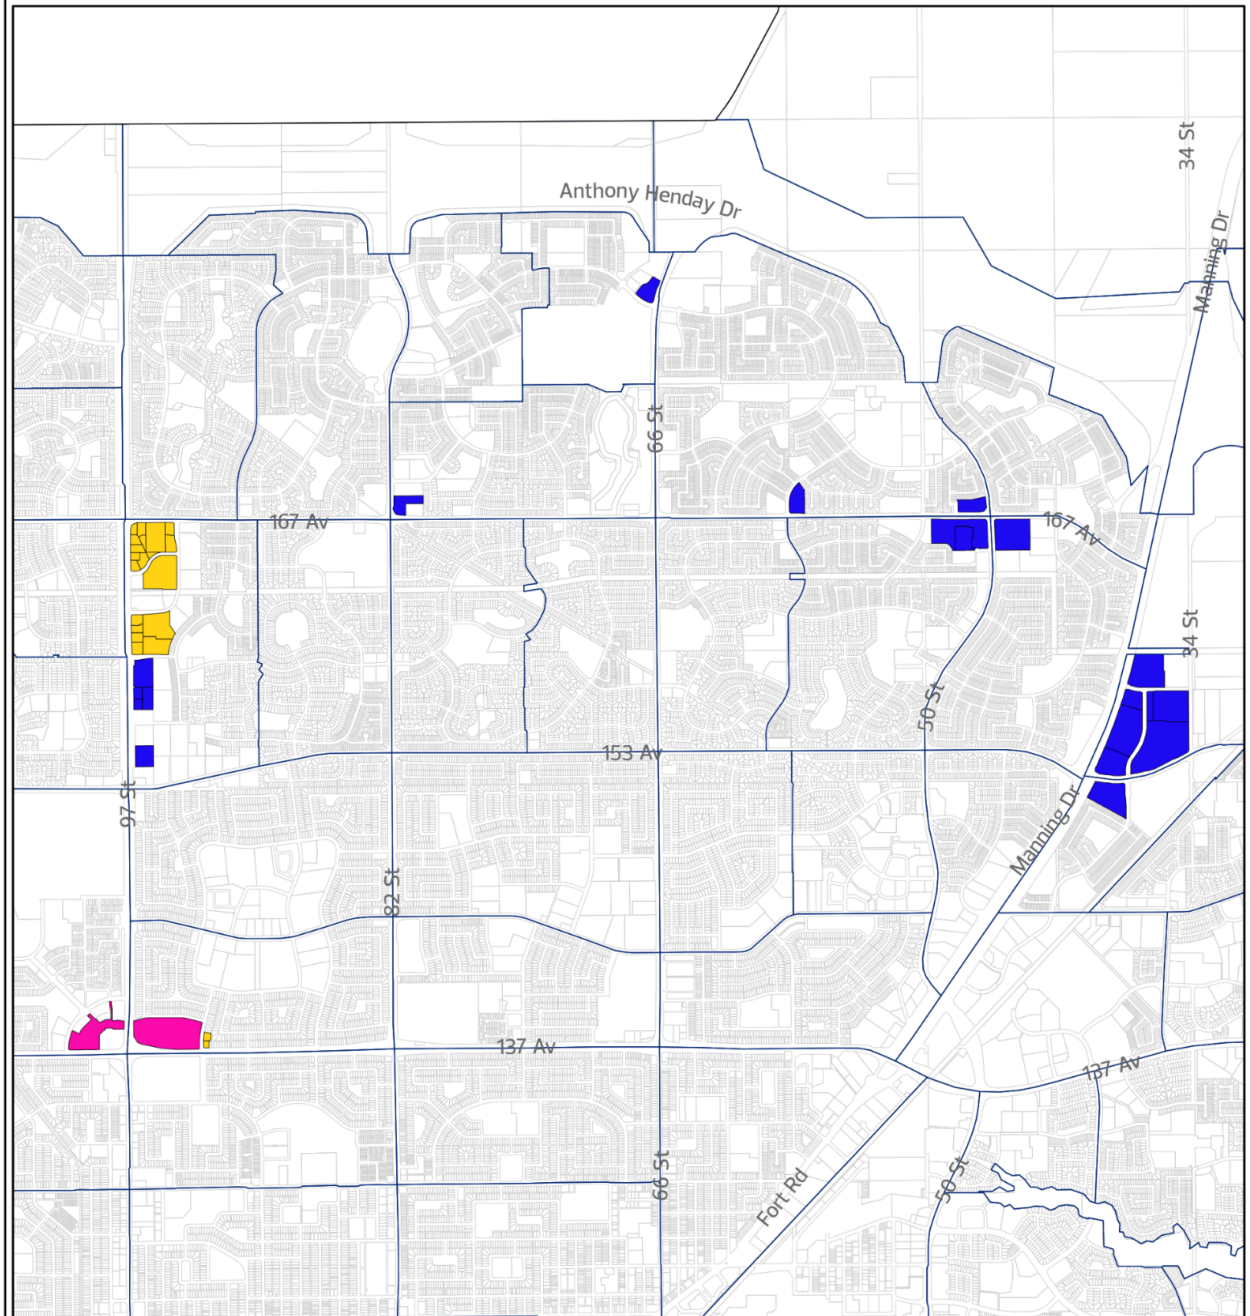 34 St
Anthony Henday Dr
Manning Dr
66 St
167 Av
167 Av
34 St
50 St
153 Av
97 St
Manning Dr
82 St
137 Av
137 Av
66 St
50 St
Fort Rd